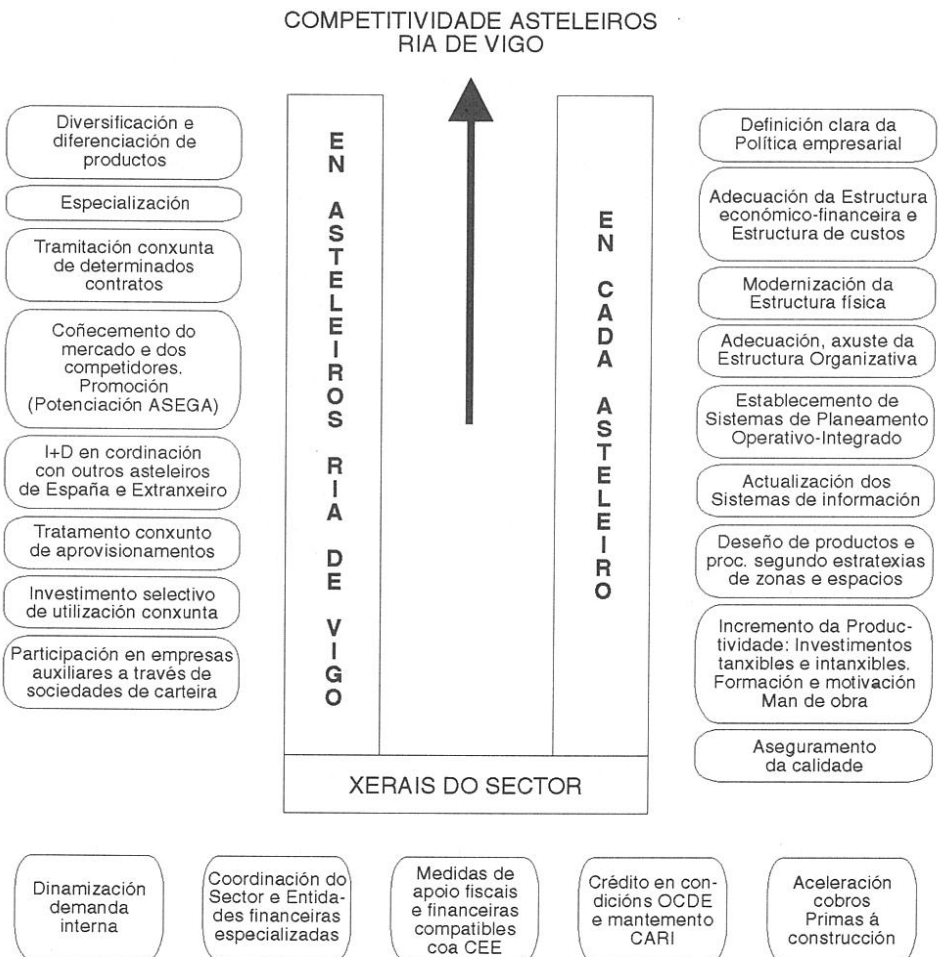 COMPETITIVIDADE ASTELEIROS
RIA DE VIGO
Diversificación e
diferenciación de
productos
Especialización
Tramitación conxunta
de determinados
contratos
Coñecemento do
mercado e dos
competidores.
Promoción
(Potenciación ASEGA)
I+D en cordinación
con outros asteleiros
de España e Extranxeiro
Tratamento conxunto
de aprovisionamentos
Investimento selectivo
de utilización conxunta
Participación en empresas
auxiliares a través de
sociedades de carteira
EN ASTELEIROS RIA DE VIGO
EN CADA ASTELEIRO
Definición clara da
Política empresarial
Adecuación da Estructura
económico-financeira e
Estructura de custos
Modernización da
Estructura física
Adecuación, axuste da
Estructura Organizativa
Establecemento de
Sistemas de Planeamento
Operativo-Integrado
Actualización dos
Sistemas de información
Deseño de productos e
proc. segundo estratexias
de zonas e espacios
Incremento da Produc-
tividade: Investimentos
tanxibles e intanxibles.
Formación e motivación
Man de obra
Aseguramento
da calidade
XERAIS DO SECTOR
Dinamización
demanda
interna
Coordinación do
Sector e Entida-
des financeiras
especializadas
Medidas de
apoio fiscais
e financeiras
compatibles
coa CEE
Crédito en con-
dicións OCDE
e mantemento
CARI
Aceleración
cobros
Primas á
construcción